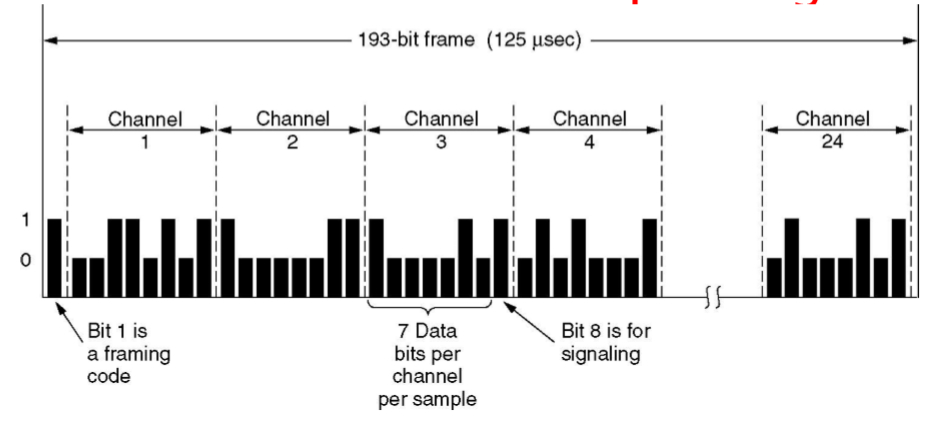 193-bit frame (125 μsec)
Channel
1
Channel
2
Channel
3
Channel
4
Channel
24
1
0
Bit 1 is
a framing
code
7 Data
bits per
channel
per sample
Bit 8 is for
signaling